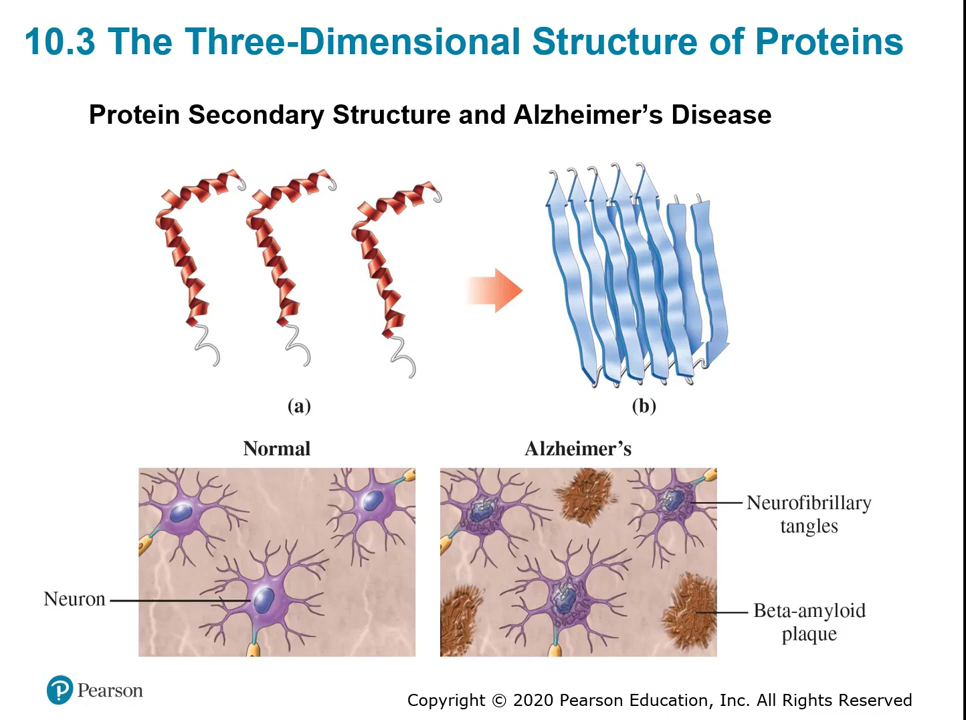 10.3 The Three-Dimensional Structure of Proteins
Protein Secondary Structure and Alzheimer’s Disease
(a)
(b)
Normal
Alzheimer’s
Neurofibrillary
tangles
Neuron
Beta-amyloid
plaque
P Pearson
Copyright © 2020 Pearson Education, Inc. All Rights Reserved